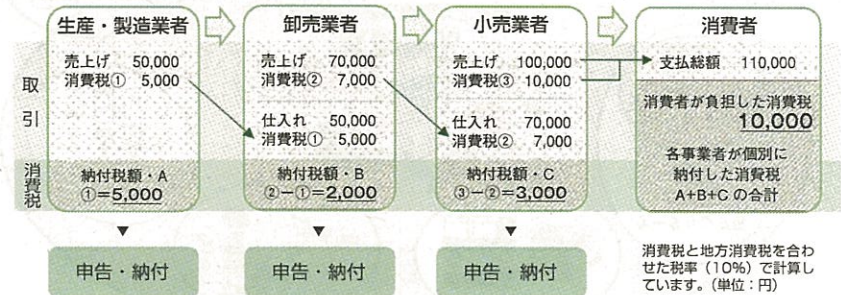 生産・製造業者
売上げ 50,000
消費税① 5,000
納付税額・A
①=5,000
申告・納付
卸売業者
売上げ 70,000
消費税② 7,000
仕入れ 50,000
消費税① 5,000
納付税額・B
②−①=2,000
申告・納付
小売業者
売上げ 100,000
消費税③ 10,000
仕入れ 70,000
消費税② 7,000
納付税額・C
③−②=3,000
申告・納付
消費者
支払総額 110,000
消費者が負担した消費税
10,000
各事業者が個別に
納付した消費税
A+B+C の合計
取引
消費税
消費税と地方消費税を合わ
せた税率（10%）で計算し
ています。（単位：円）